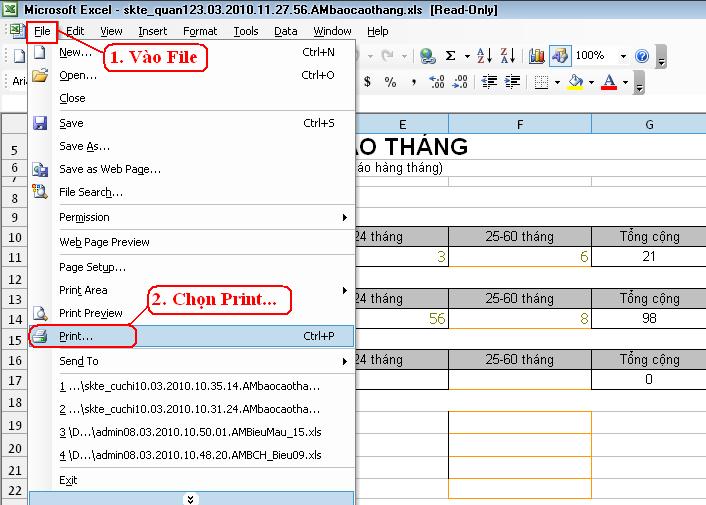 Microsoft Excel - skte_quan123.03.2010.11.27.56.AMbaocaothang.xls [Read-Only]
File Edit View Insert Format Tools Data Window Help
1. Vào File
New... Ctrl+N
Open... Ctrl+O
Close
Save Ctrl+S
Save As...
Save as Web Page...
File Search...
Permission
Web Page Preview
Page Setup...
Print Area
Print Preview
2. Chọn Print...
Print... Ctrl+P
Send To
1 ...\skte_cuchi10.03.2010.10.35.14.AMbaocaotha...
2 ...\skte_cuchi10.03.2010.10.31.24.AMbaocaotha...
3 \D...\admin08.03.2010.10.50.01.AMBieuMau_15.xls
4 \D...\admin08.03.2010.10.48.20.AMBCH_Bieu09.xls
Exit
Σ 100%
Ari $ % , A
E F G
5 ÁO THÁNG
6 áo hàng tháng)
7
8
9
10 24 tháng 25-60 tháng Tổng cộng
11 3 6 21
12
13 24 tháng 25-60 tháng Tổng cộng
14 56 8 98
15
16 24 tháng 25-60 tháng Tổng cộng
17 0
18
19
20
21
22